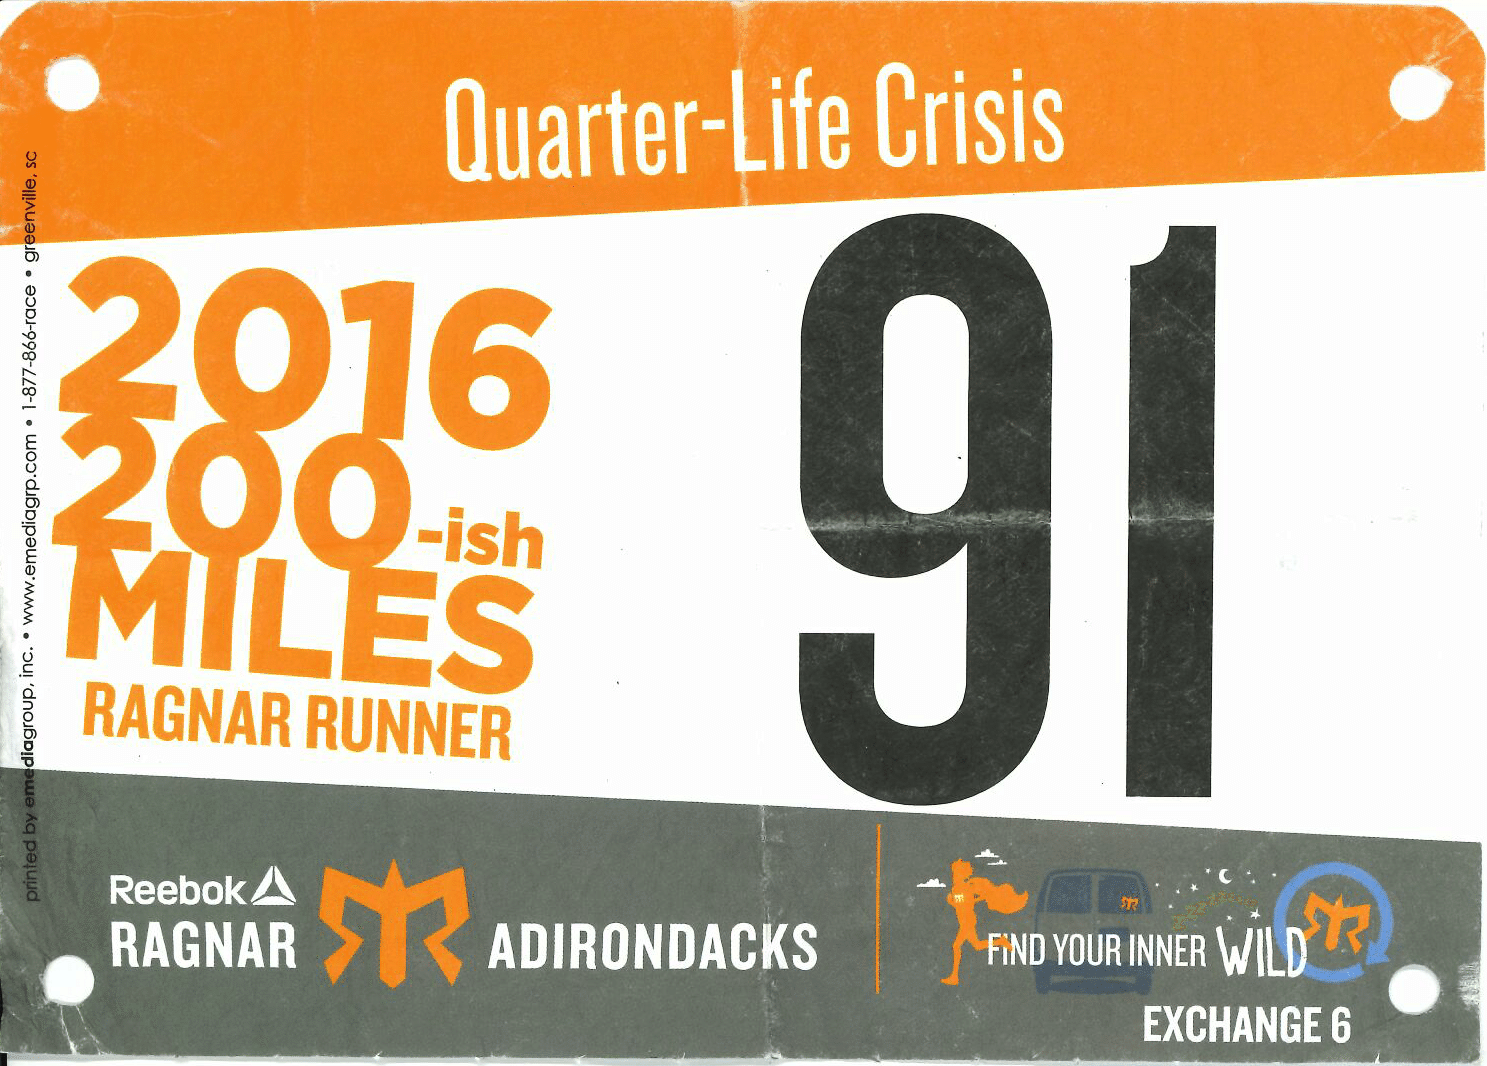 Quarter-Life Crisis
2016
200-ish
MILES
RAGNAR RUNNER
91
printed by emediagroup, inc. • www.emediagrp.com • 1-877-866-race • greenville, sc
Reebok
RAGNAR
ADIRONDACKS
FIND YOUR INNER WILD
EXCHANGE 6